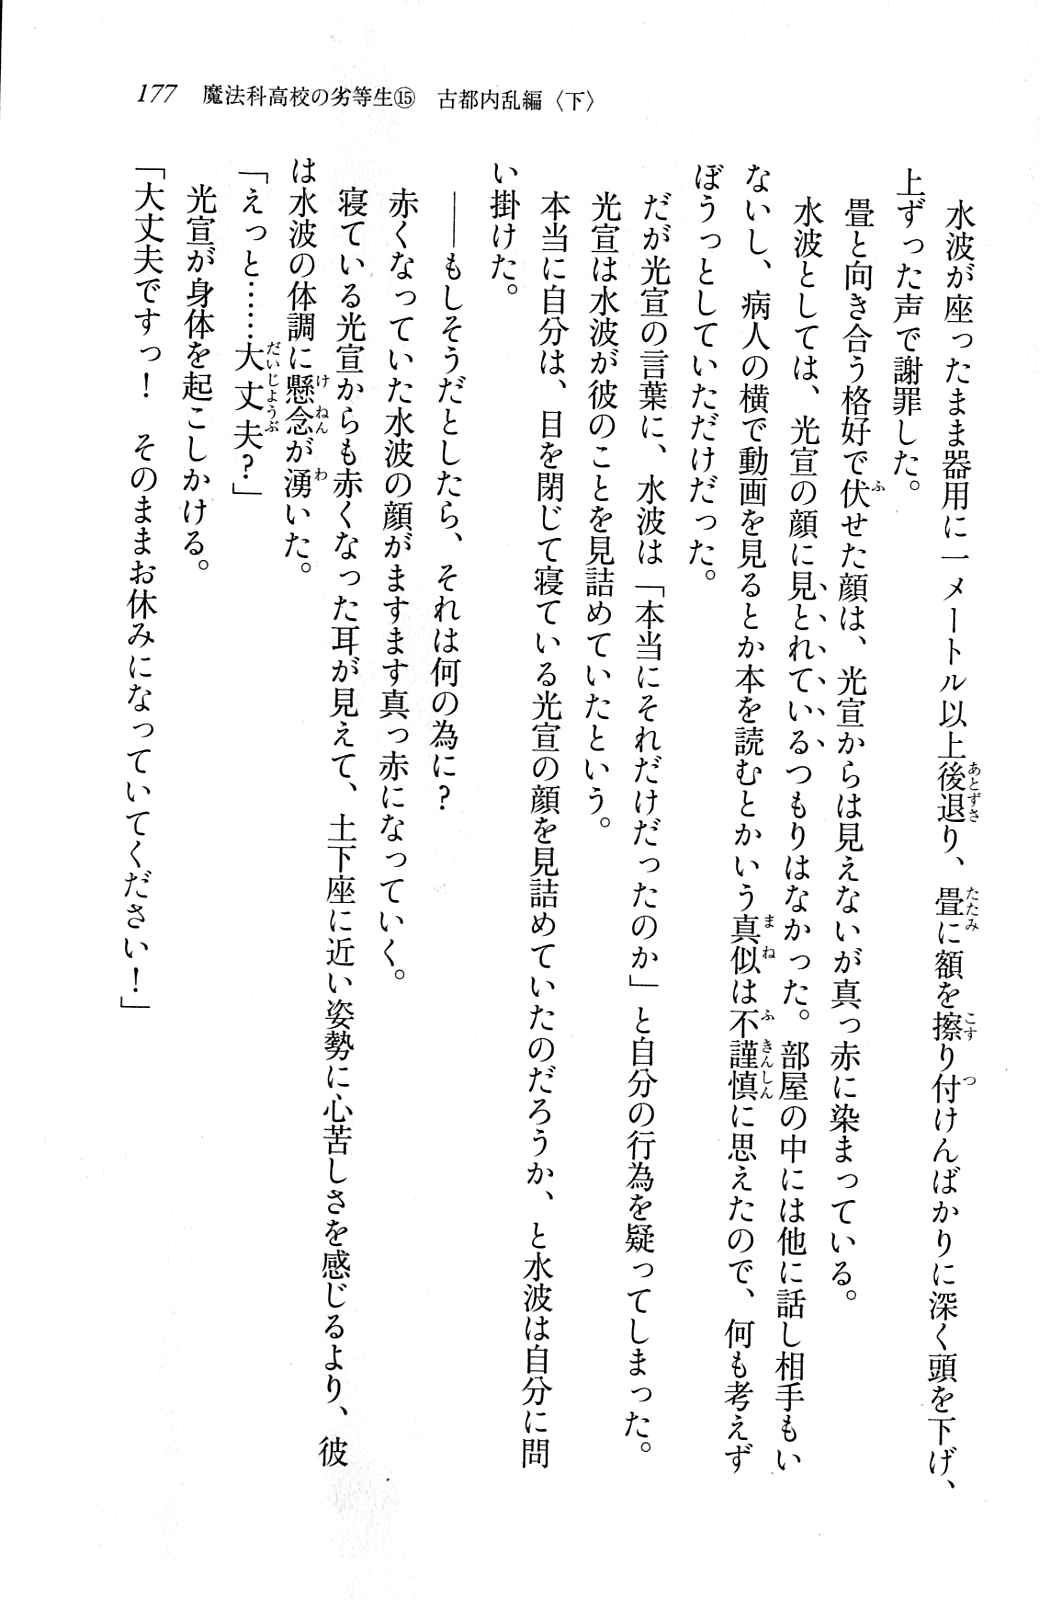 177 魔法科高校の劣等生⑮ 古都内乱編〈下〉
水波が座ったまま器用に一メートル以上後退り、畳に額を擦り付けんばかりに深く頭を下げ、
上ずった声で謝罪した。
畳と向き合う格好で伏せた顔は、光宣からは見えないが真っ赤に染まっている。
水波としては、光宣の顔に見とれているつもりはなかった。部屋の中には他に話し相手もい
ないし、病人の横で動画を見るとか本を読むとかいう真似は不謹慎に思えたので、何も考えず
ぼうっとしていただけだった。
だが光宣の言葉に、水波は「本当にそれだけだったのか」と自分の行為を疑ってしまった。
光宣は水波が彼のことを見詰めていたという。
本当に自分は、目を閉じて寝ている光宣の顔を見詰めていたのだろうか、と水波は自分に問
い掛けた。
――もしそうだとしたら、それは何の為に？
赤くなっていた水波の顔がますます真っ赤になっていく。
寝ている光宣からも赤くなった耳が見えて、土下座に近い姿勢に心苦しさを感じるより、彼
は水波の体調に懸念が湧いた。
「えっと……大丈夫？」
光宣が身体を起こしかける。
「大丈夫ですっ！　そのままお休みになっていてください！」